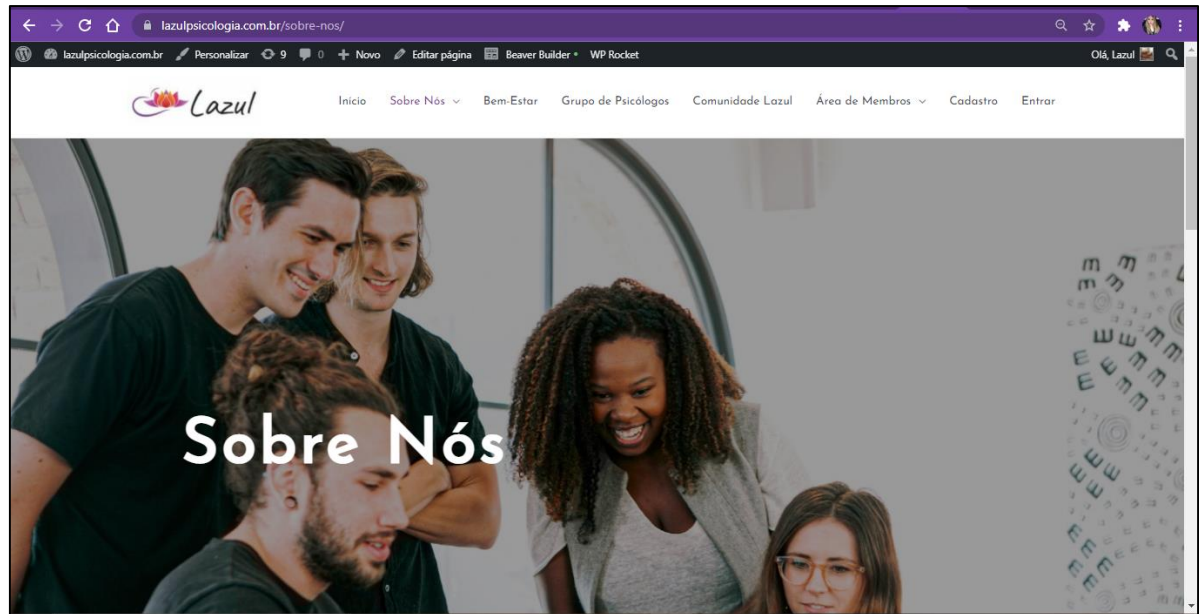 lazulpsicologia.com.br/sobre-nos/
lazulpsicologia.com.br Personalizar 9 0 + Novo Editar página Beaver Builder • WP Rocket Olá, Lazul
Lazul Inicio Sobre Nós Bem-Estar Grupo de Psicólogos Comunidade Lazul Área de Membros Cadastro Entrar
Sobre Nós